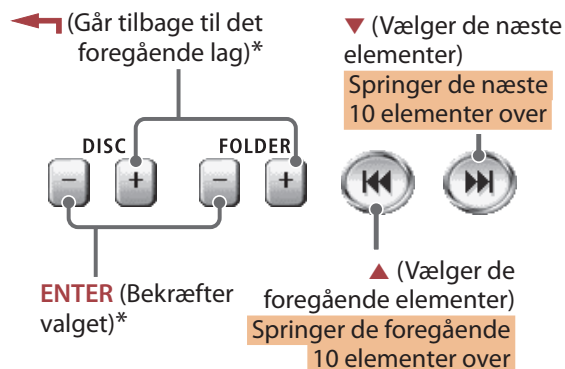 (Går tilbage til det
foregående lag)*
▼ (Vælger de næste
elementer)
Springer de næste
10 elementer over
DISC
FOLDER
− + − +
ENTER (Bekræfter
valget)*
▲ (Vælger de
foregående elementer)
Springer de foregående
10 elementer over